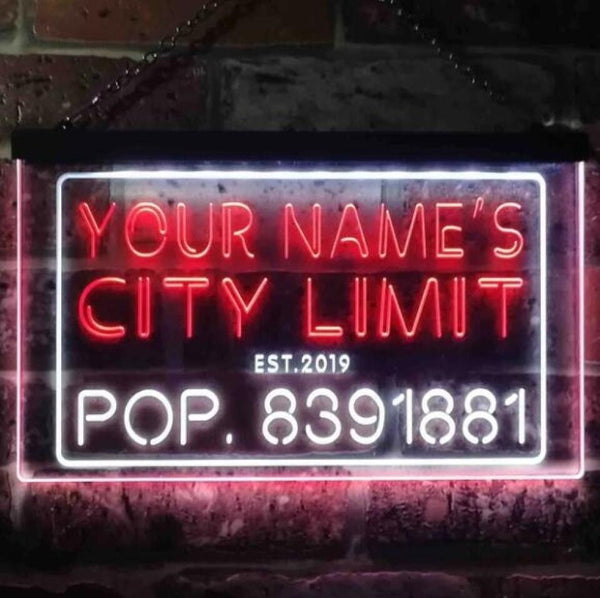 YOUR NAME'S
CITY LIMIT
EST.2019
POP. 8391881